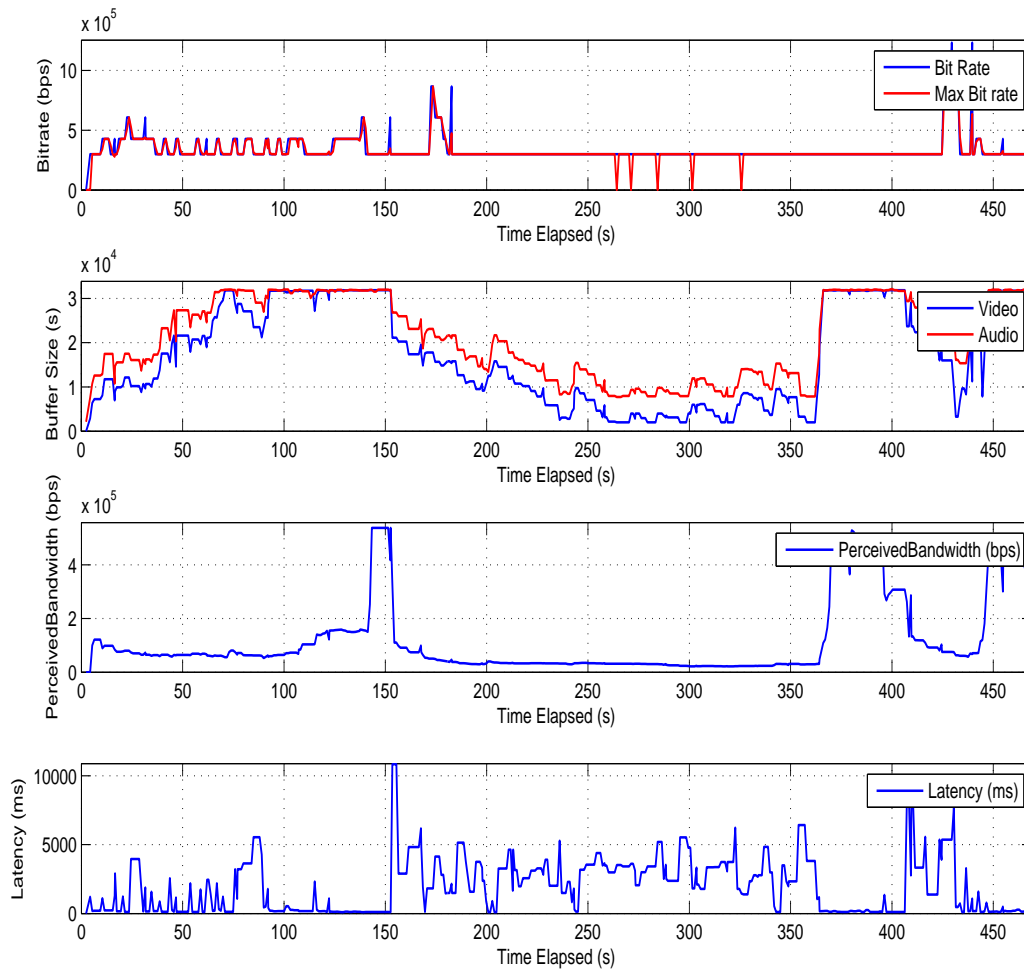 x 10^5
Bitrate (bps)
10
5
0
Bit Rate
Max Bit rate
0 50 100 150 200 250 300 350 400 450
Time Elapsed (s)
x 10^4
Buffer Size (s)
3
2
1
0
Video
Audio
0 50 100 150 200 250 300 350 400 450
Time Elapsed (s)
x 10^5
PerceivedBandwidth (bps)
4
2
0
PerceivedBandwidth (bps)
0 50 100 150 200 250 300 350 400 450
Time Elapsed (s)
Latency (ms)
10000
5000
0
Latency (ms)
0 50 100 150 200 250 300 350 400 450
Time Elapsed (s)